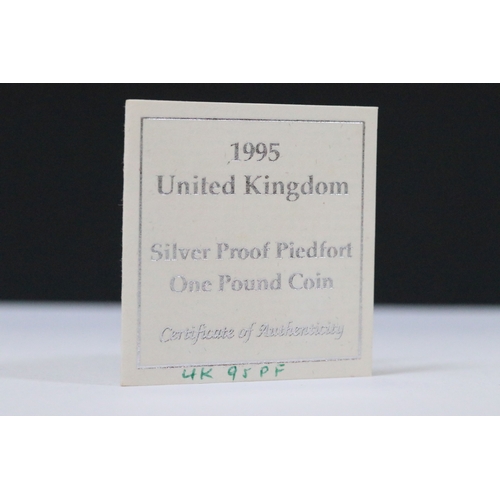 1995
United Kingdom
Silver Proof Piedfort
One Pound Coin
Certificate of Authenticity
UK 95 PF